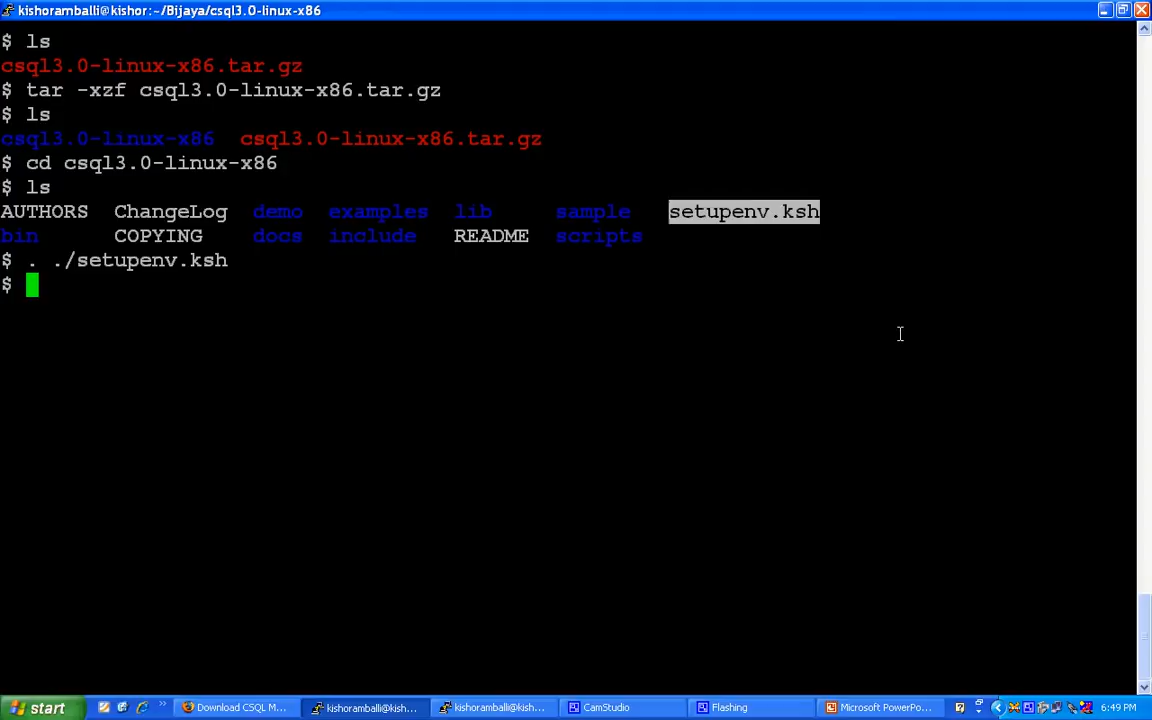 kishoramballi@kishor:~/Bijaya/csql3.0-linux-x86
$ ls
csql3.0-linux-x86.tar.gz
$ tar -xzf csql3.0-linux-x86.tar.gz
$ ls
csql3.0-linux-x86  csql3.0-linux-x86.tar.gz
$ cd csql3.0-linux-x86
$ ls
AUTHORS  ChangeLog  demo  examples  lib     sample   setupenv.ksh
bin      COPYING    docs  include   README  scripts
$ . ./setupenv.ksh
$
start Download CSQL M... kishoramballi@kish... kishoramballi@kish... CamStudio Flashing Microsoft PowerPo... 6:49 PM